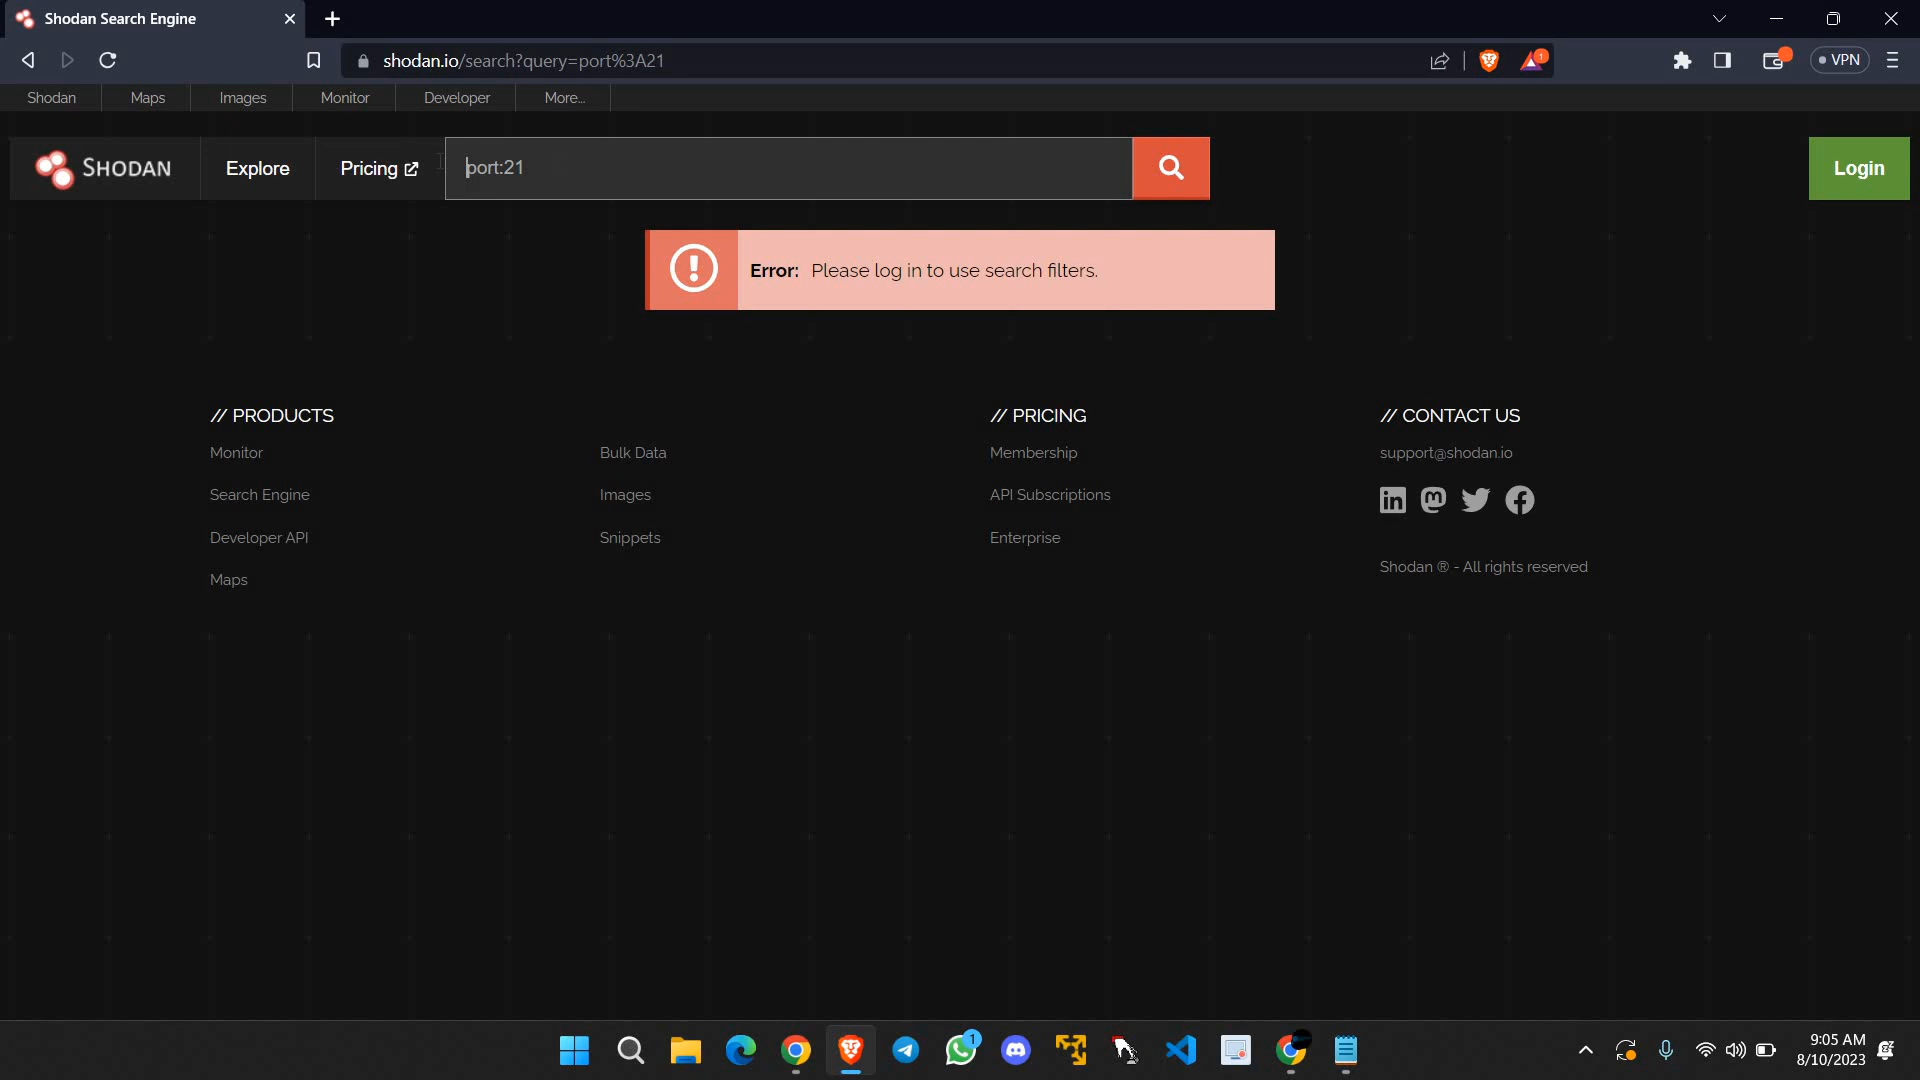 Shodan Search Engine
shodan.io/search?query=port%3A21
1
VPN
Shodan
Maps
Images
Monitor
Developer
More...
SHODAN
Explore
Pricing
port:21
Login
Error: Please log in to use search filters.
// PRODUCTS
Monitor
Search Engine
Developer API
Maps
Bulk Data
Images
Snippets
// PRICING
Membership
API Subscriptions
Enterprise
// CONTACT US
support@shodan.io
Shodan ® - All rights reserved
1
9:05 AM
8/10/2023